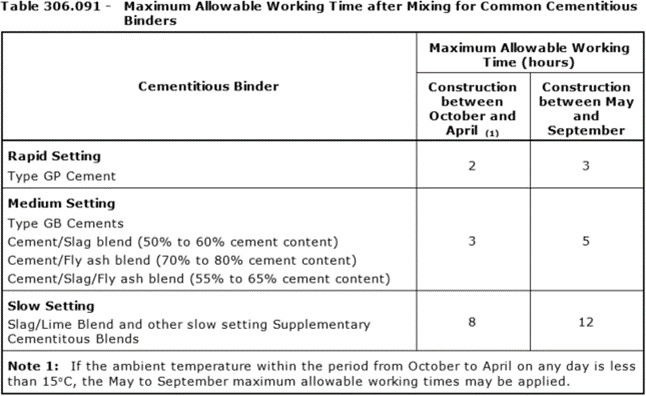 Table 306.091 - Maximum Allowable Working Time after Mixing for Common Cementitious
Binders
Cementitious Binder
Maximum Allowable Working
Time (hours)
Construction
between
October and
April (1)
Construction
between May
and
September
Rapid Setting
Type GP Cement
2
3
Medium Setting
Type GB Cements
Cement/Slag blend (50% to 60% cement content)
Cement/Fly ash blend (70% to 80% cement content)
Cement/Slag/Fly ash blend (55% to 65% cement content)
3
5
Slow Setting
Slag/Lime Blend and other slow setting Supplementary
Cementitous Blends
8
12
Note 1: If the ambient temperature within the period from October to April on any day is less
than 15°C, the May to September maximum allowable working times may be applied.